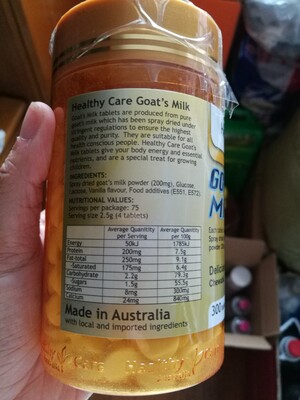 Healthy Care Goat's Milk
Goat's Milk tablets are produced from pure
goat's milk which has been spray dried under
stringent regulations to ensure the highest
quality and purity. They are suitable for all
health conscious people. Healthy Care Goat's
milk tablets give your body energy and essential
nutrients, and are a special treat for growing
children.
INGREDIENTS:
Spray dried goat's milk powder (200mg), Glucose,
Lactose, Vanilla flavour, Food additives (E551, E572).
NUTRITIONAL VALUES:
Servings per package: 75
Serving size 2.5g (4 tablets)
Average Quantity per Serving Average Quantity per 100g
Energy 50kJ 1785kJ
Protein 200mg 7.5g
Fat-total 250mg 9.1g
Saturated 175mg 6.4g
Carbohydrate 2.2g 79.3g
-Sugars 1.5g 55.5g
Sodium 8mg 300mg
Calcium 24mg 840mg
Made in Australia
with local and imported ingredients
Care Healthy
300